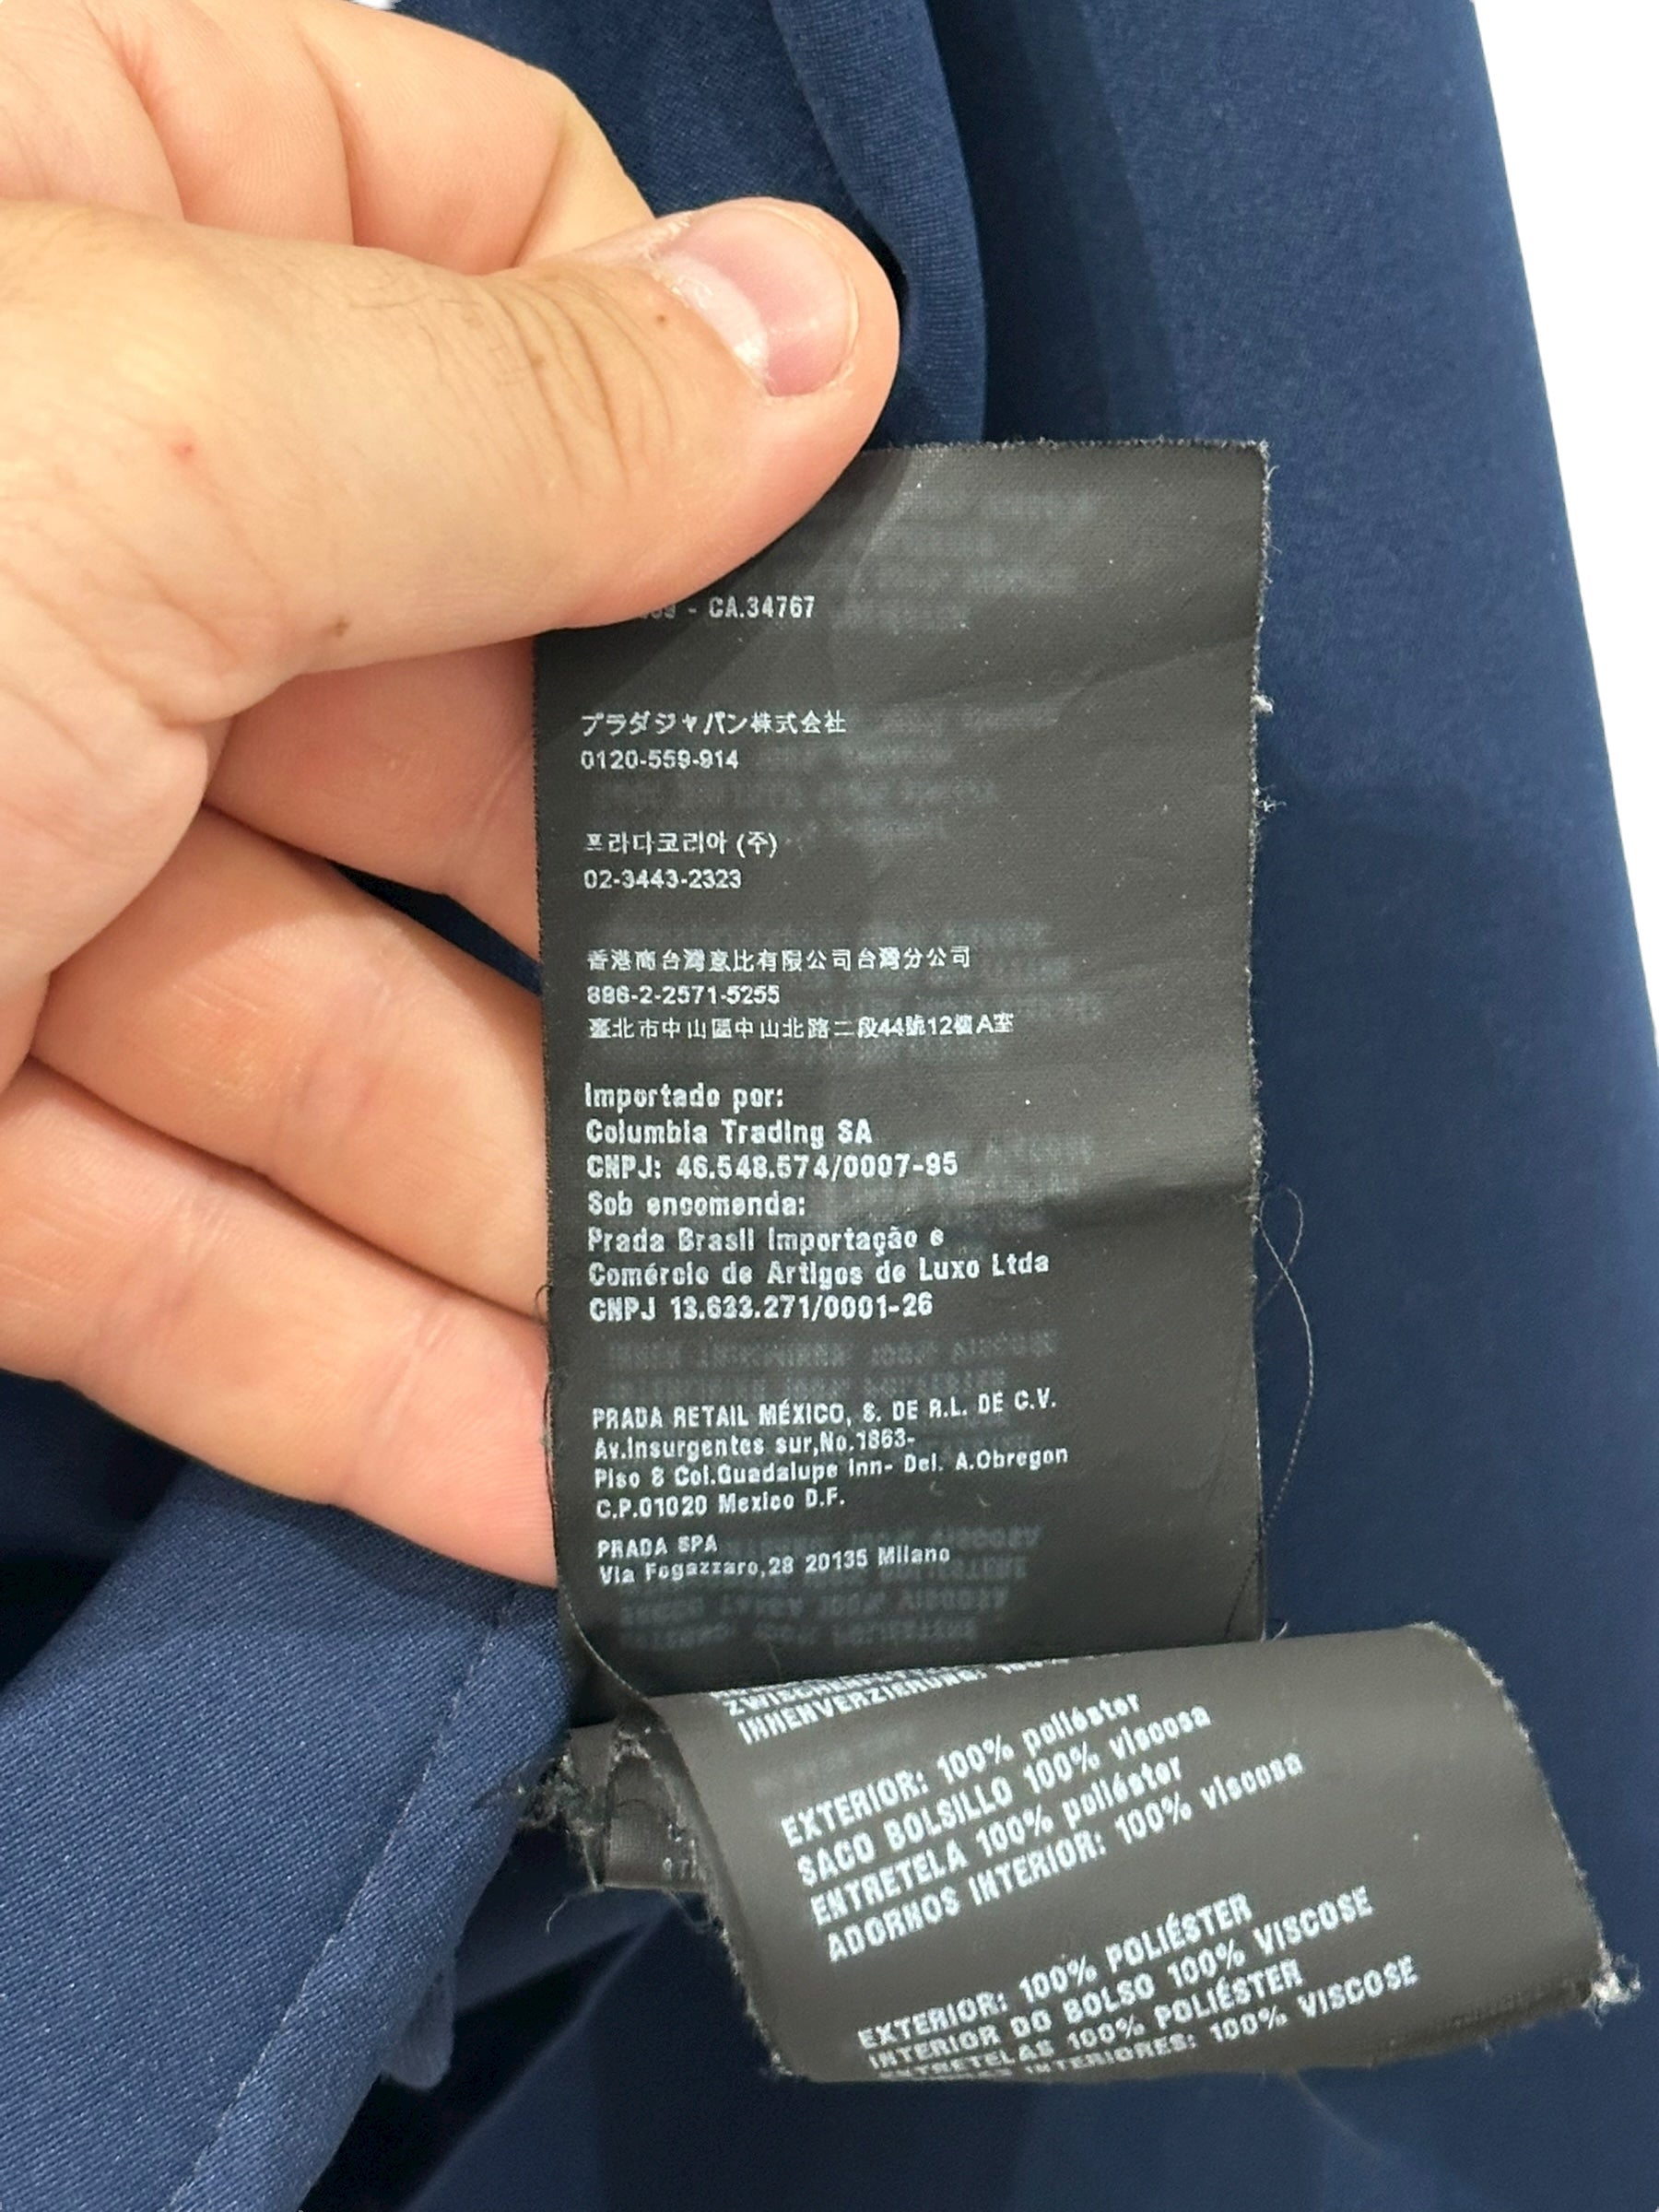 - CA.34767
プラダジャパン株式会社
0120-559-914
프라다코리아 (주)
02-3443-2323
香港商台灣意比有限公司台灣分公司
886-2-2571-5255
臺北市中山區中山北路二段44號12樓A室
Importado por:
Columbia Trading SA
CNPJ: 46.548.574/0007-95
Sob encomenda:
Prada Brasil Importação e
Comércio de Artigos de Luxo Ltda
CNPJ 13.633.271/0001-26
PRADA RETAIL MÉXICO, S. DE R.L. DE C.V.
Av.Insurgentes sur,No.1863-
Piso 8 Col.Guadalupe Inn- Del. A.Obregon
C.P.01020 Mexico D.F.
PRADA SPA
Via Fogazzaro,28 20135 Milano
INNENVERZIERUNG: 100%
EXTERIOR: 100% poliéster
SACO BOLSILLO 100% viscosa
ENTRETELA 100% poliéster
ADORNOS INTERIOR: 100% viscosa
EXTERIOR: 100% POLIÉSTER
INTERIOR DO BOLSO 100% VISCOSE
ENTRETELAS 100% POLIÉSTER
INTERIORES: 100% VISCOSE